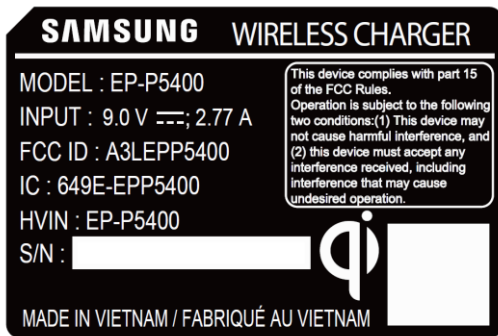 SAMSUNG WIRELESS CHARGER
MODEL : EP-P5400
INPUT : 9.0 V ⎓; 2.77 A
FCC ID : A3LEPP5400
IC : 649E-EPP5400
HVIN : EP-P5400
S/N :
This device complies with part 15
of the FCC Rules.
Operation is subject to the following
two conditions:(1) This device may
not cause harmful interference, and
(2) this device must accept any
interference received, including
interference that may cause
undesired operation.
qi
MADE IN VIETNAM / FABRIQUÉ AU VIETNAM